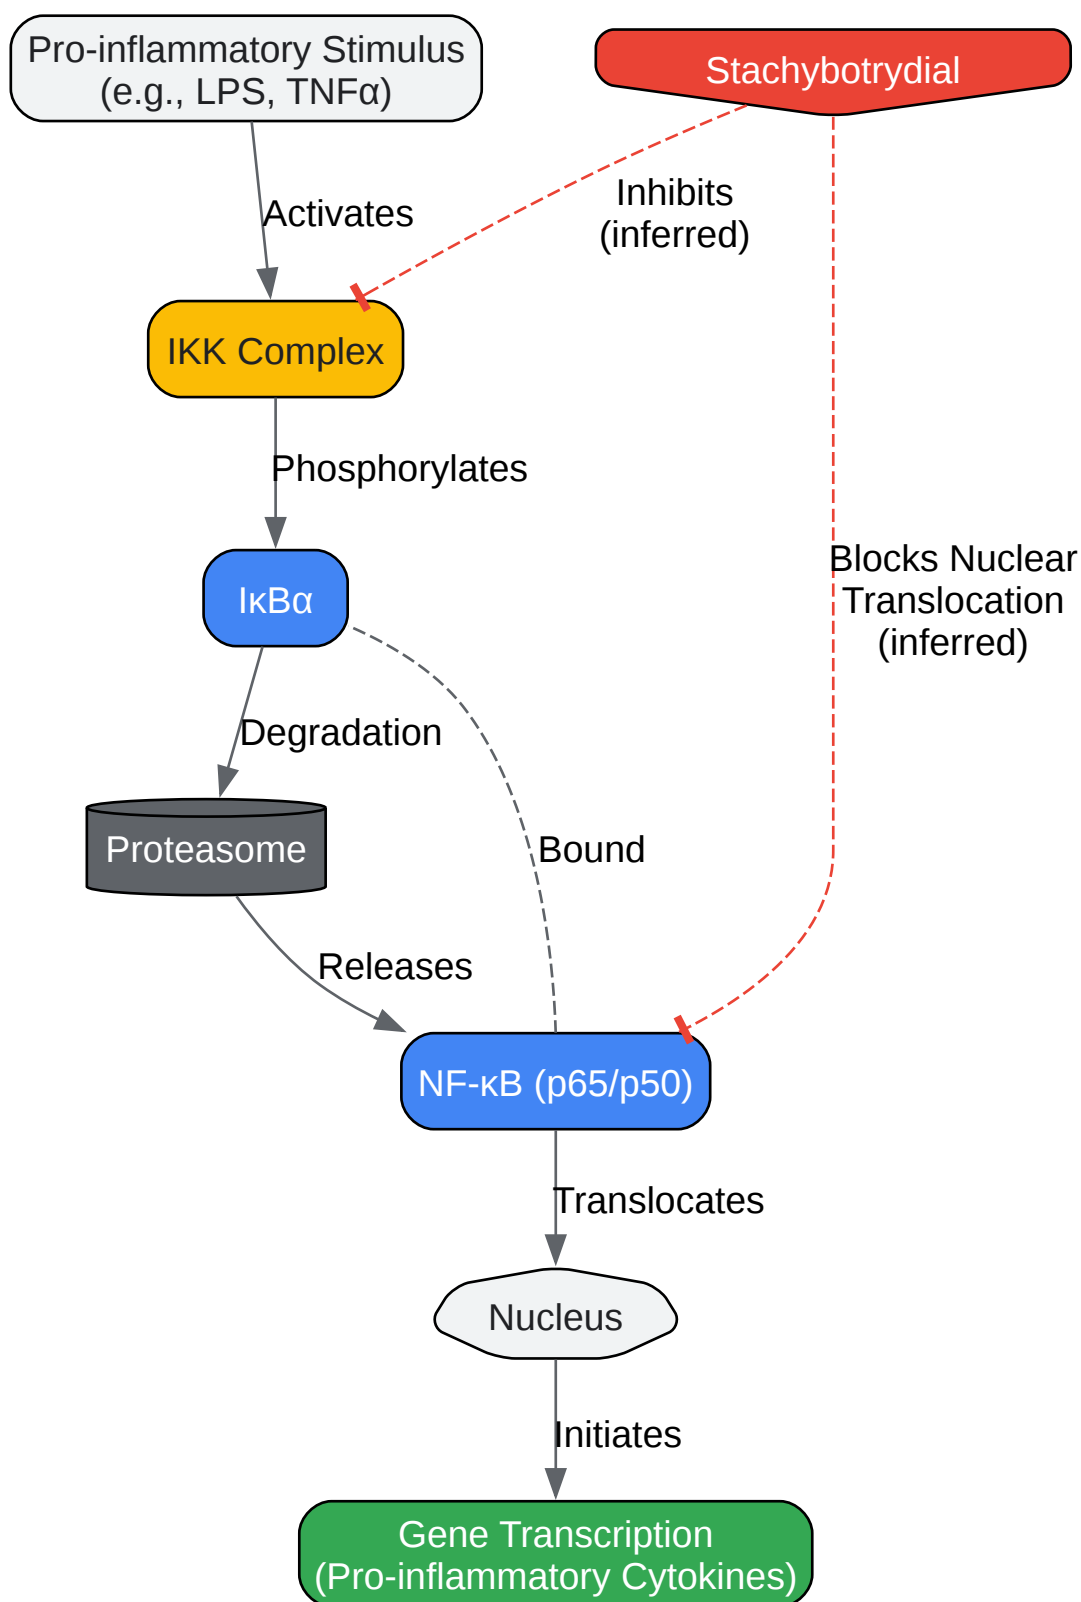 Pro-inflammatory Stimulus
(e.g., LPS, TNFα)
Stachybotrydial
Inhibits
(inferred)
Activates
IKK Complex
Phosphorylates
Blocks Nuclear
Translocation
(inferred)
IκBα
Degradation
Proteasome
Bound
Releases
NF-κB (p65/p50)
Translocates
Nucleus
Initiates
Gene Transcription
(Pro-inflammatory Cytokines)